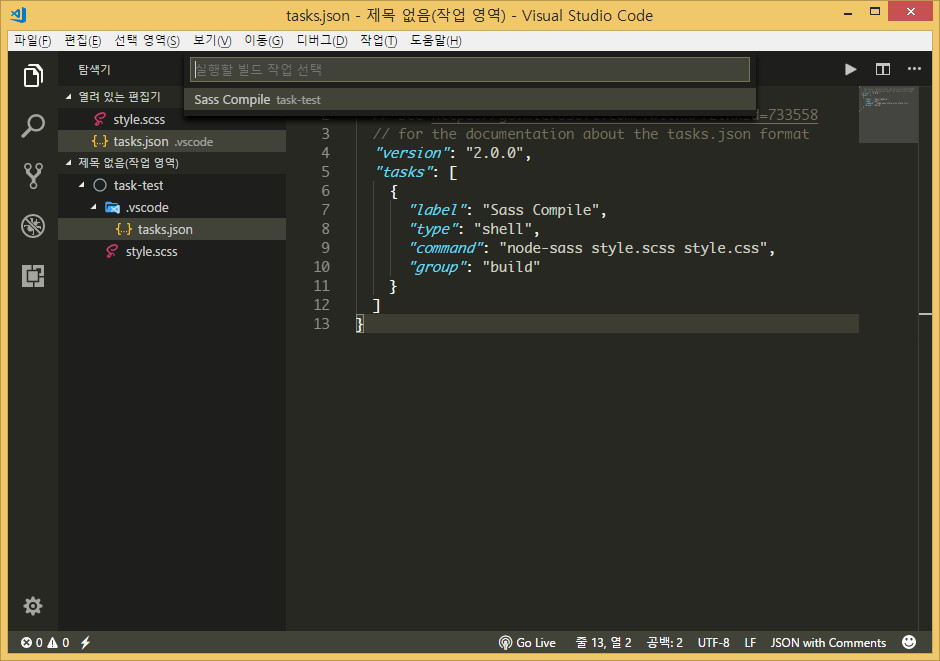 tasks.json - 제목 없음(작업 영역) - Visual Studio Code
파일(F) 편집(E) 선택 영역(S) 보기(V) 이동(G) 디버그(D) 작업(T) 도움말(H)
탐색기
실행할 빌드 작업 선택
Sass Compile task-test
열려 있는 편집기
style.scss
tasks.json .vscode
제목 없음(작업 영역)
task-test
.vscode
tasks.json
style.scss
2
=733558
3 // for the documentation about the tasks.json format
4 "version": "2.0.0",
5 "tasks": [
6 {
7 "label": "Sass Compile",
8 "type": "shell",
9 "command": "node-sass style.scss style.css",
10 "group": "build"
11 }
12 ]
13 }
0 0 Go Live 줄 13, 열 2 공백: 2 UTF-8 LF JSON with Comments